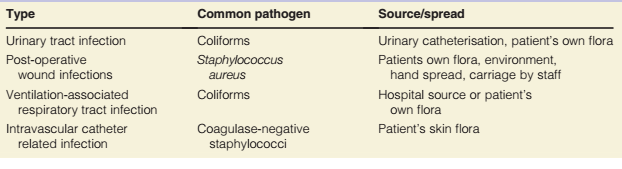 Type Common pathogen Source/spread
Urinary tract infection Coliforms Urinary catheterisation, patient's own flora
Post-operative Staphylococcus Patients own flora, environment,
wound infections aureus hand spread, carriage by staff
Ventilation-associated Coliforms Hospital source or patient's
respiratory tract infection own flora
Intravascular catheter Coagulase-negative Patient's skin flora
related infection staphylococci